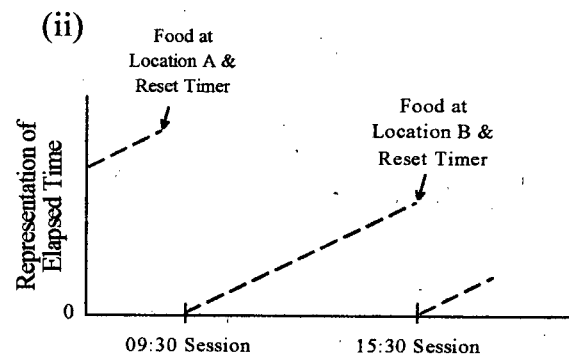 (ii)
Food at
Location A &
Reset Timer
Food at
Location B &
Reset Timer
Representation of
Elapsed Time
0
09:30 Session
15:30 Session